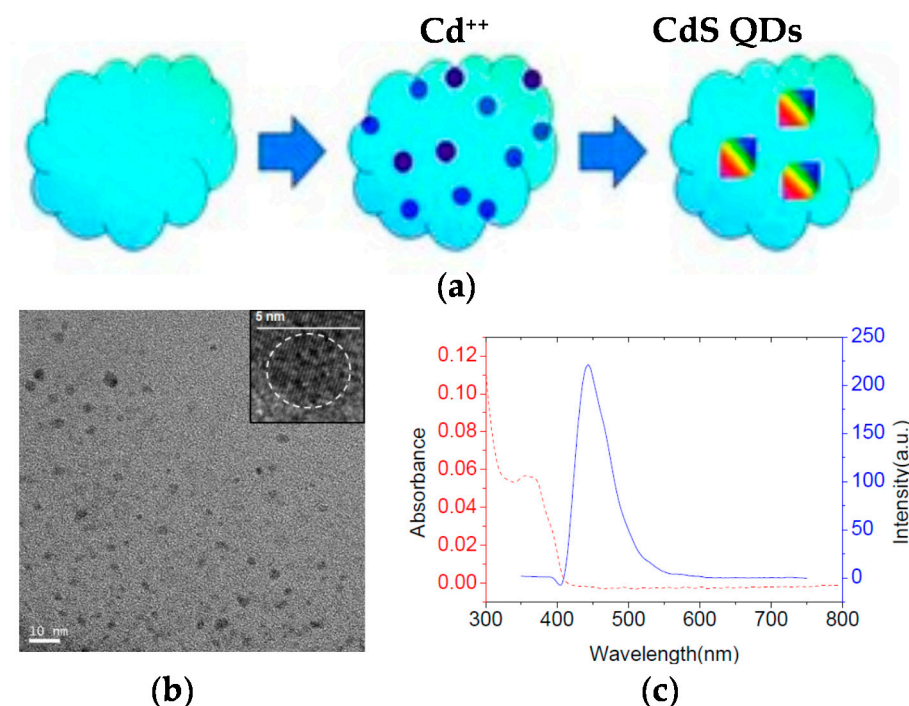 Cd⁺⁺
CdS QDs
(a)
5 nm
10 nm
(b)
0.12
0.10
0.08
0.06
0.04
0.02
0.00
Absorbance
250
200
150
100
50
0
Intensity(a.u.)
300 400 500 600 700 800
Wavelength(nm)
(c)